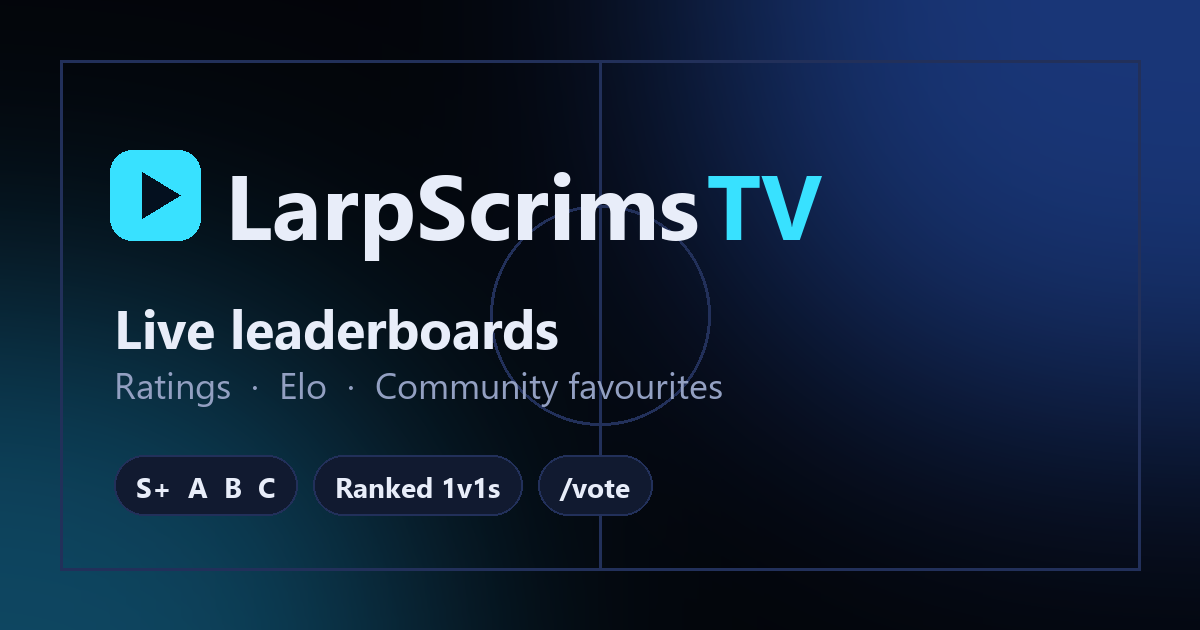 LarpScrimsTV
Live leaderboards
Ratings · Elo · Community favourites
S+ A B C Ranked 1v1s /vote